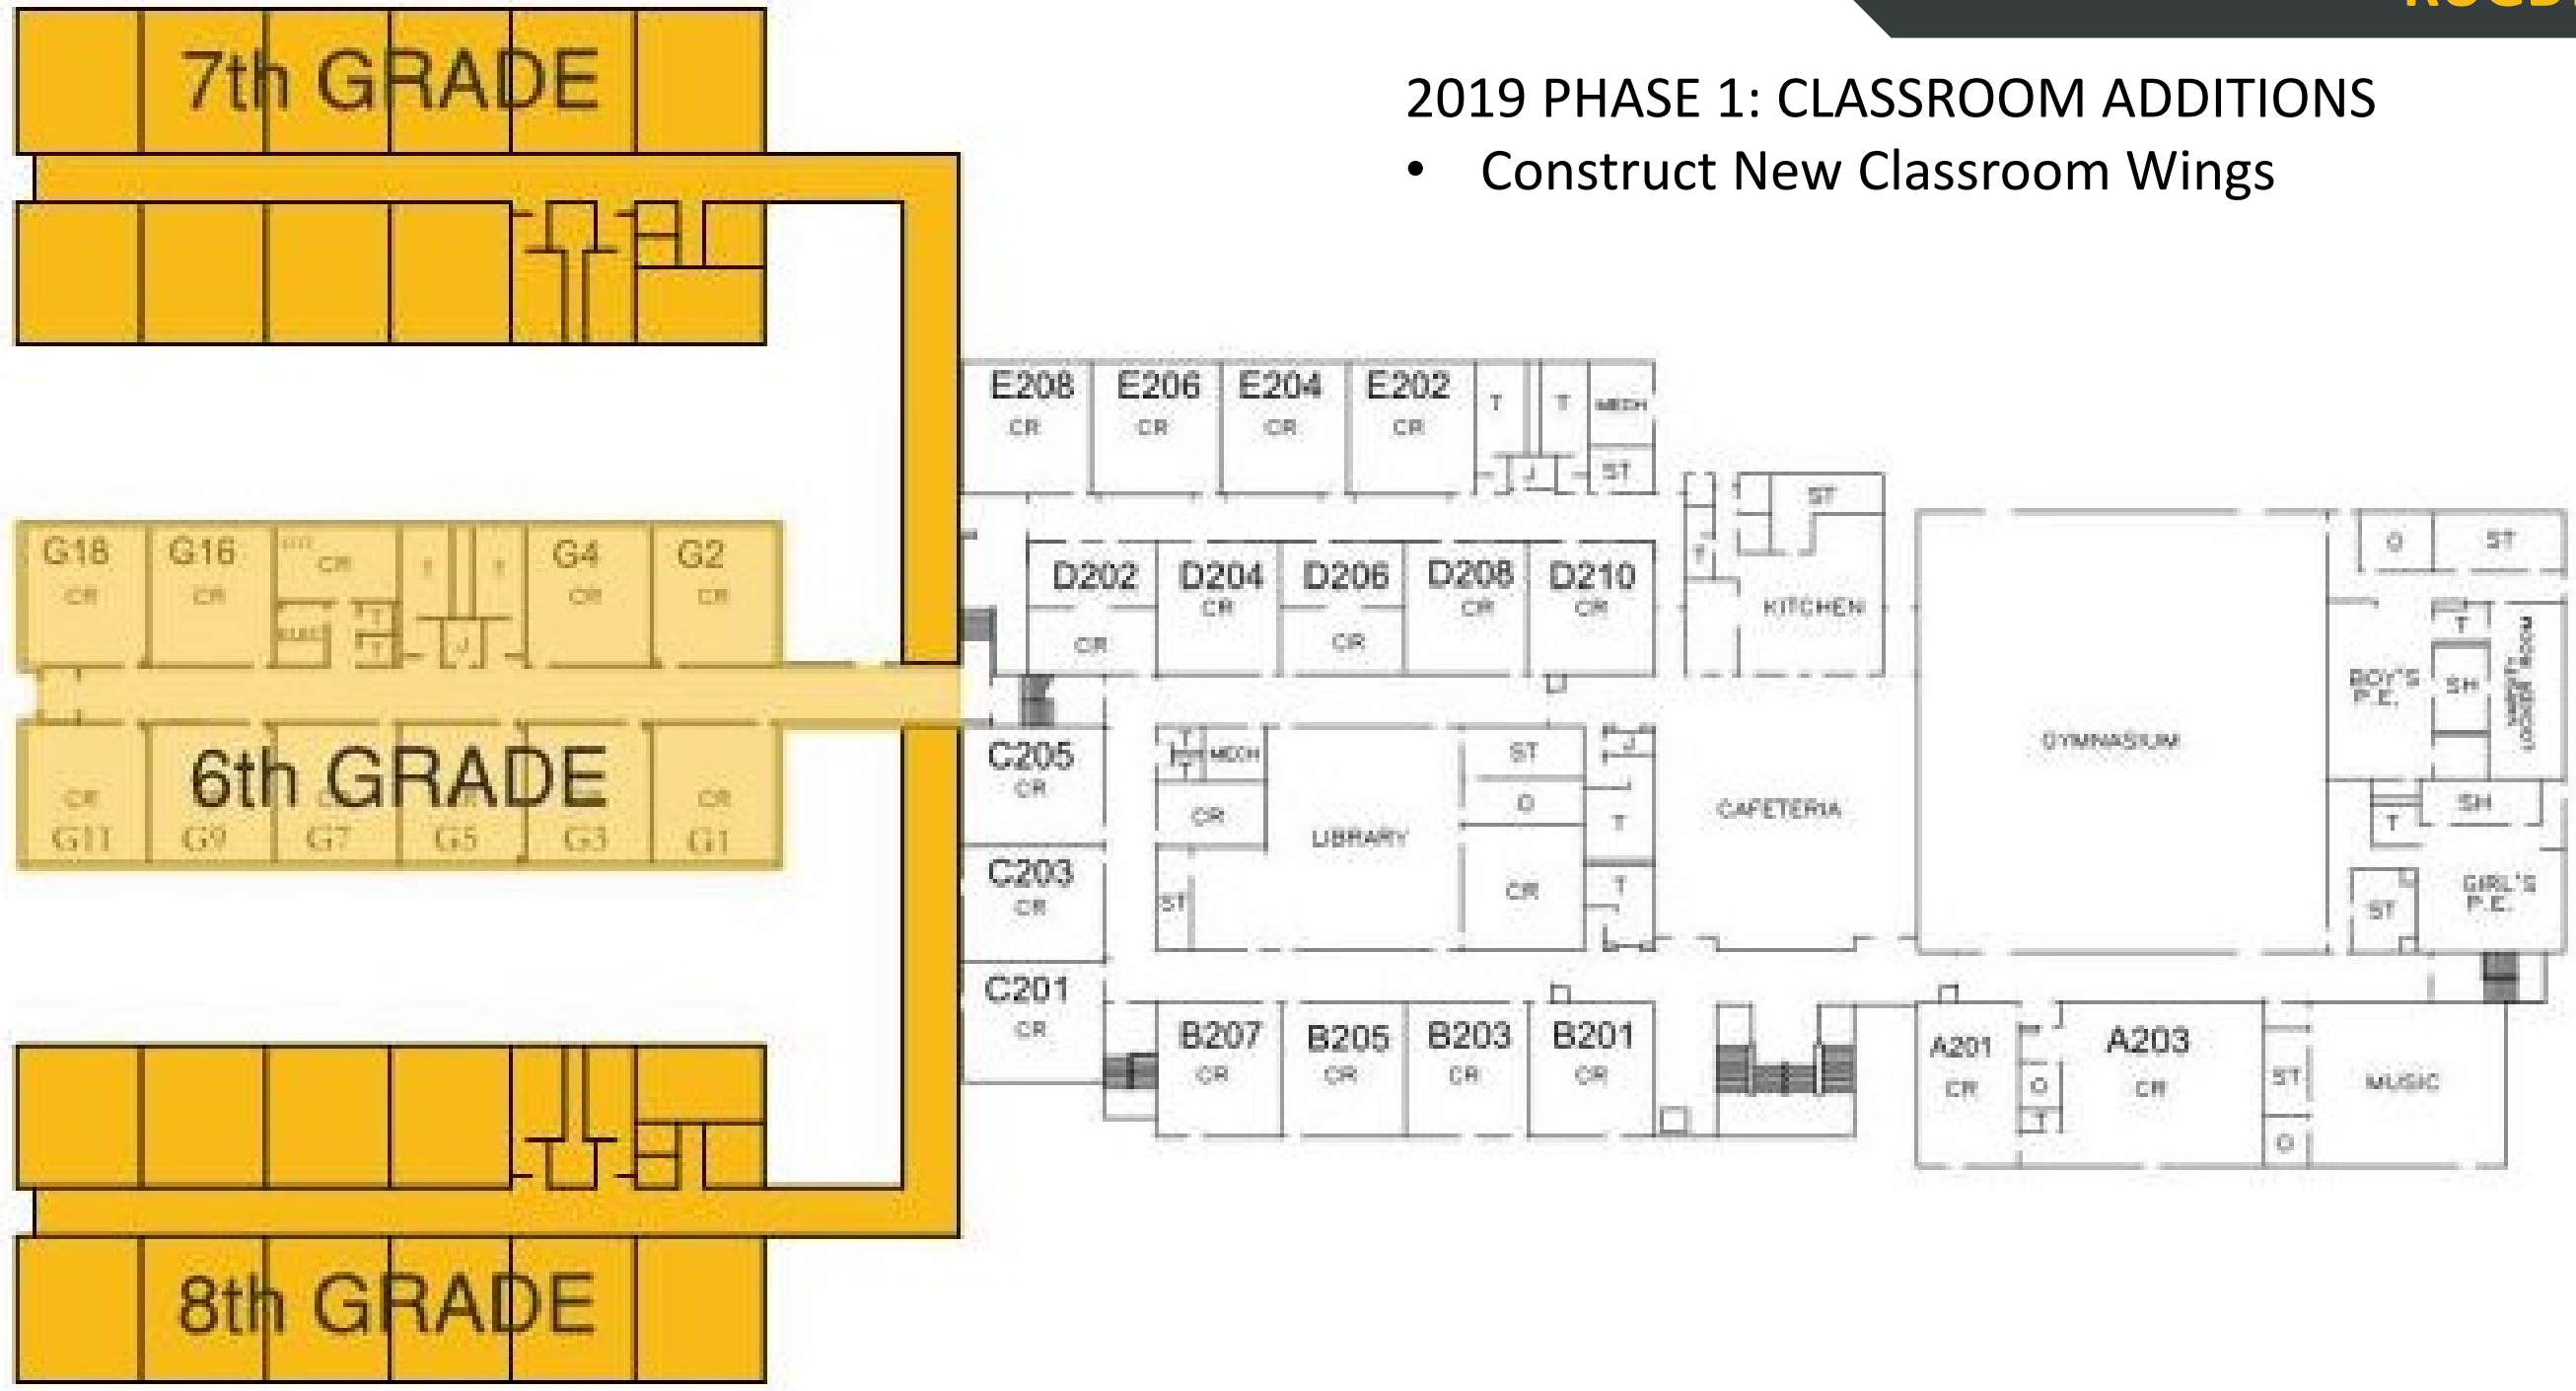 2019 PHASE 1: CLASSROOM ADDITIONS
• Construct New Classroom Wings
7th GRADE
E208 E206 E204 E202 T T MECH
CR CR CR CR
J ST
ST
G18 G16 CR T T G4 G2
CR CR CR CR
T
T
J
D202 D204 D206 D208 D210
CR CR CR
CR CR
KITCHEN
O ST
T
BOY'S
P.E.
SH
LOCKER ROOM
6th GRADE
CR CR
G11 G9 G7 G5 G3 G1
C205
CR
MECH
CR
ST
LIBRARY
ST
O
CR
J
T
T
CAFETERIA
GYMNASIUM
SH
T
GIRL'S
P.E.
ST
C203
CR
C201
CR
B207 B205 B203 B201
CR CR CR CR
A201 A203
CR CR
O
T
ST
O
MUSIC
8th GRADE